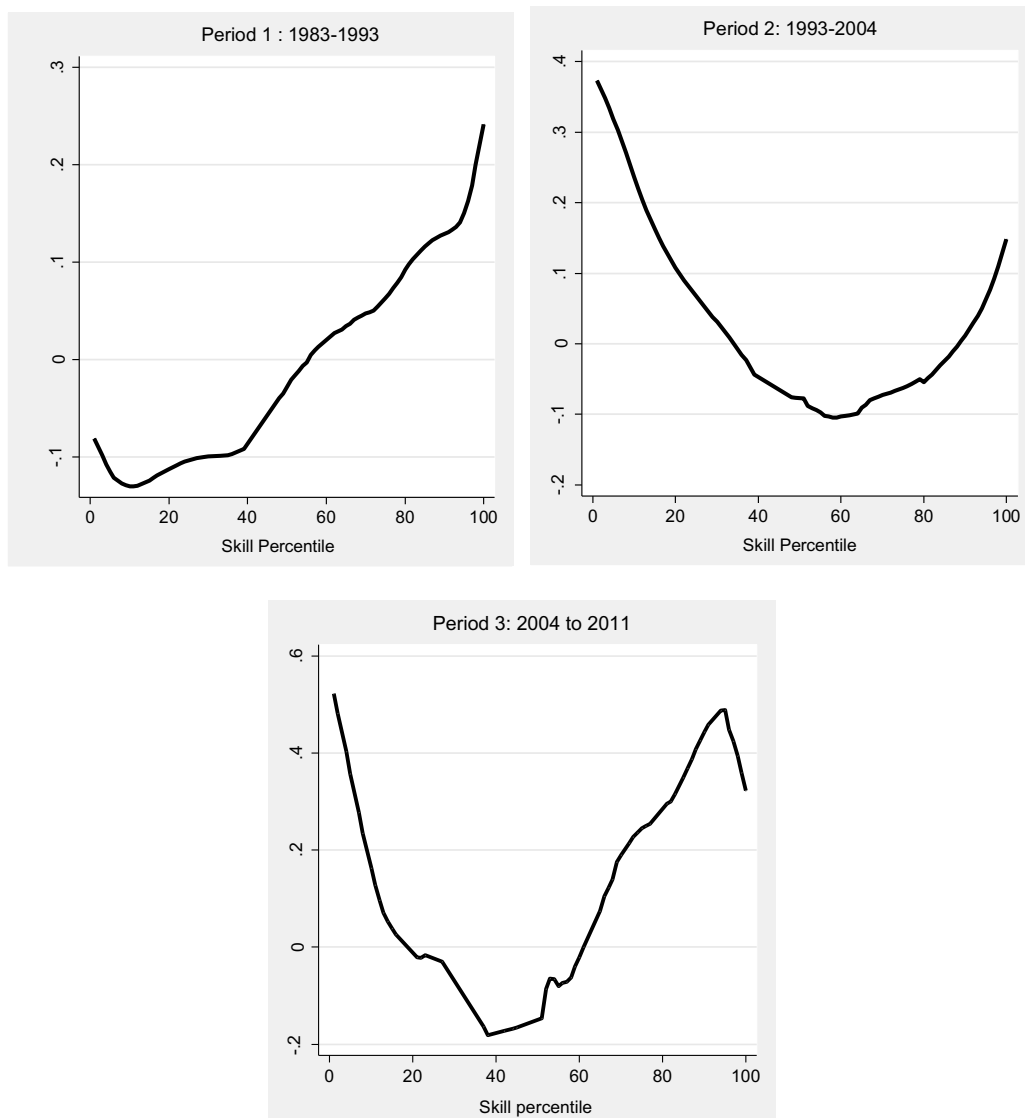 Period 1 : 1983-1993
.3
.2
.1
0
-.1
0 20 40 60 80 100
Skill Percentile
Period 2: 1993-2004
.4
.3
.2
.1
0
-.1
-.2
0 20 40 60 80 100
Skill Percentile
Period 3: 2004 to 2011
.6
.4
.2
0
-.2
0 20 40 60 80 100
Skill percentile